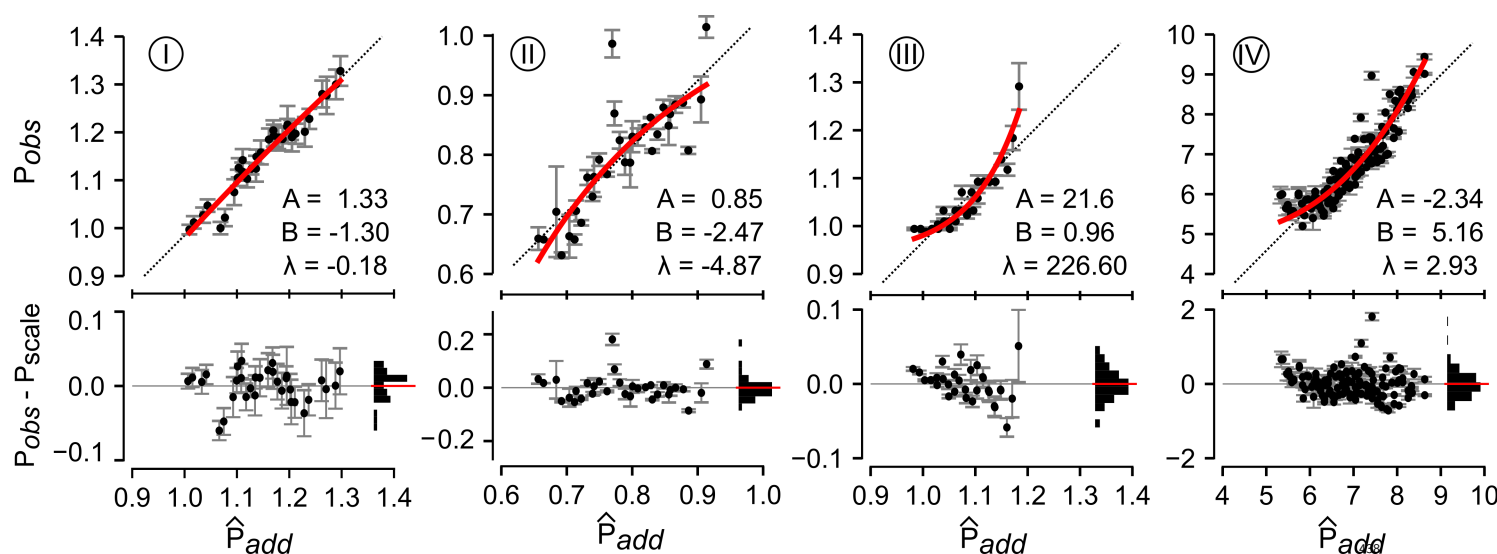 I
II
III
IV
1.4
1.3
1.2
1.1
1.0
0.9
Pobs
A = 1.33
B = -1.30
λ = -0.18
1.0
0.9
0.8
0.7
0.6
A = 0.85
B = -2.47
λ = -4.87
1.4
1.3
1.2
1.1
1.0
0.9
A = 21.6
B = 0.96
λ = 226.60
10
9
8
7
6
5
4
A = -2.34
B = 5.16
λ = 2.93
Pobs - Pscale
0.1
0.0
−0.1
0.2
0.0
−0.2
0.1
0.0
−0.1
2
0
−2
0.9 1.0 1.1 1.2 1.3 1.4
0.6 0.7 0.8 0.9 1.0
0.9 1.0 1.1 1.2 1.3 1.4
4 5 6 7 8 9 10
P̂add
P̂add
P̂add
P̂add